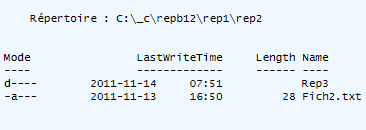 Répertoire : C:\_c\repb12\rep1\rep2
Mode LastWriteTime Length Name
---- ------------- ------ ----
d---- 2011-11-14 07:51 Rep3
-a--- 2011-11-13 16:50 28 Fich2.txt